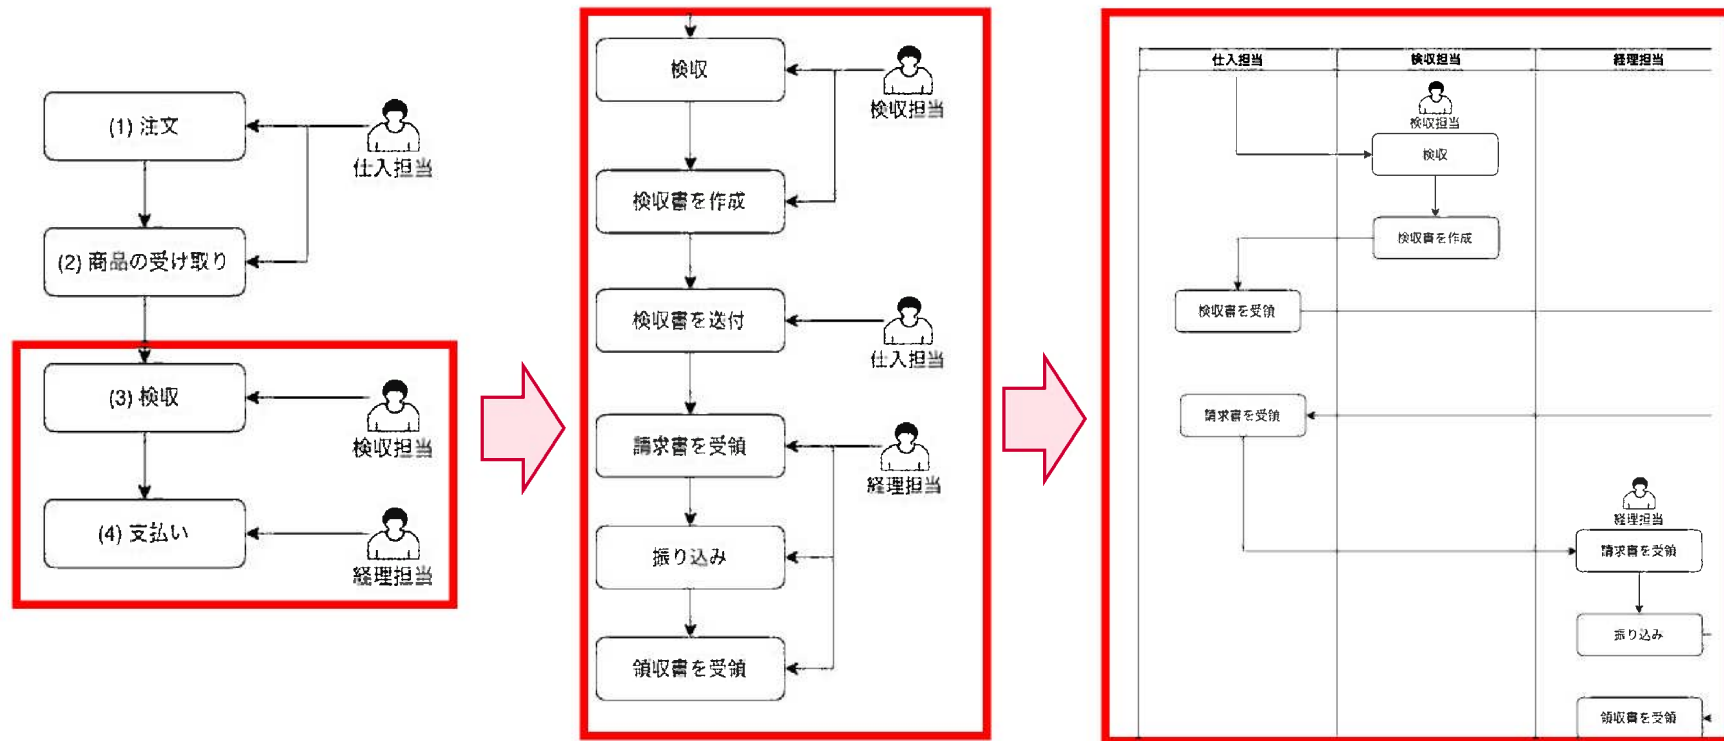 (1) 注文
仕入担当
(2) 商品の受け取り
(3) 検収
検収担当
(4) 支払い
経理担当
検収
検収担当
検収書を作成
検収書を送付
仕入担当
請求書を受領
経理担当
振り込み
領収書を受領
仕入担当
検収担当
経理担当
検収担当
検収
検収書を作成
検収書を受領
請求書を受領
経理担当
請求書を受領
振り込み
領収書を受領